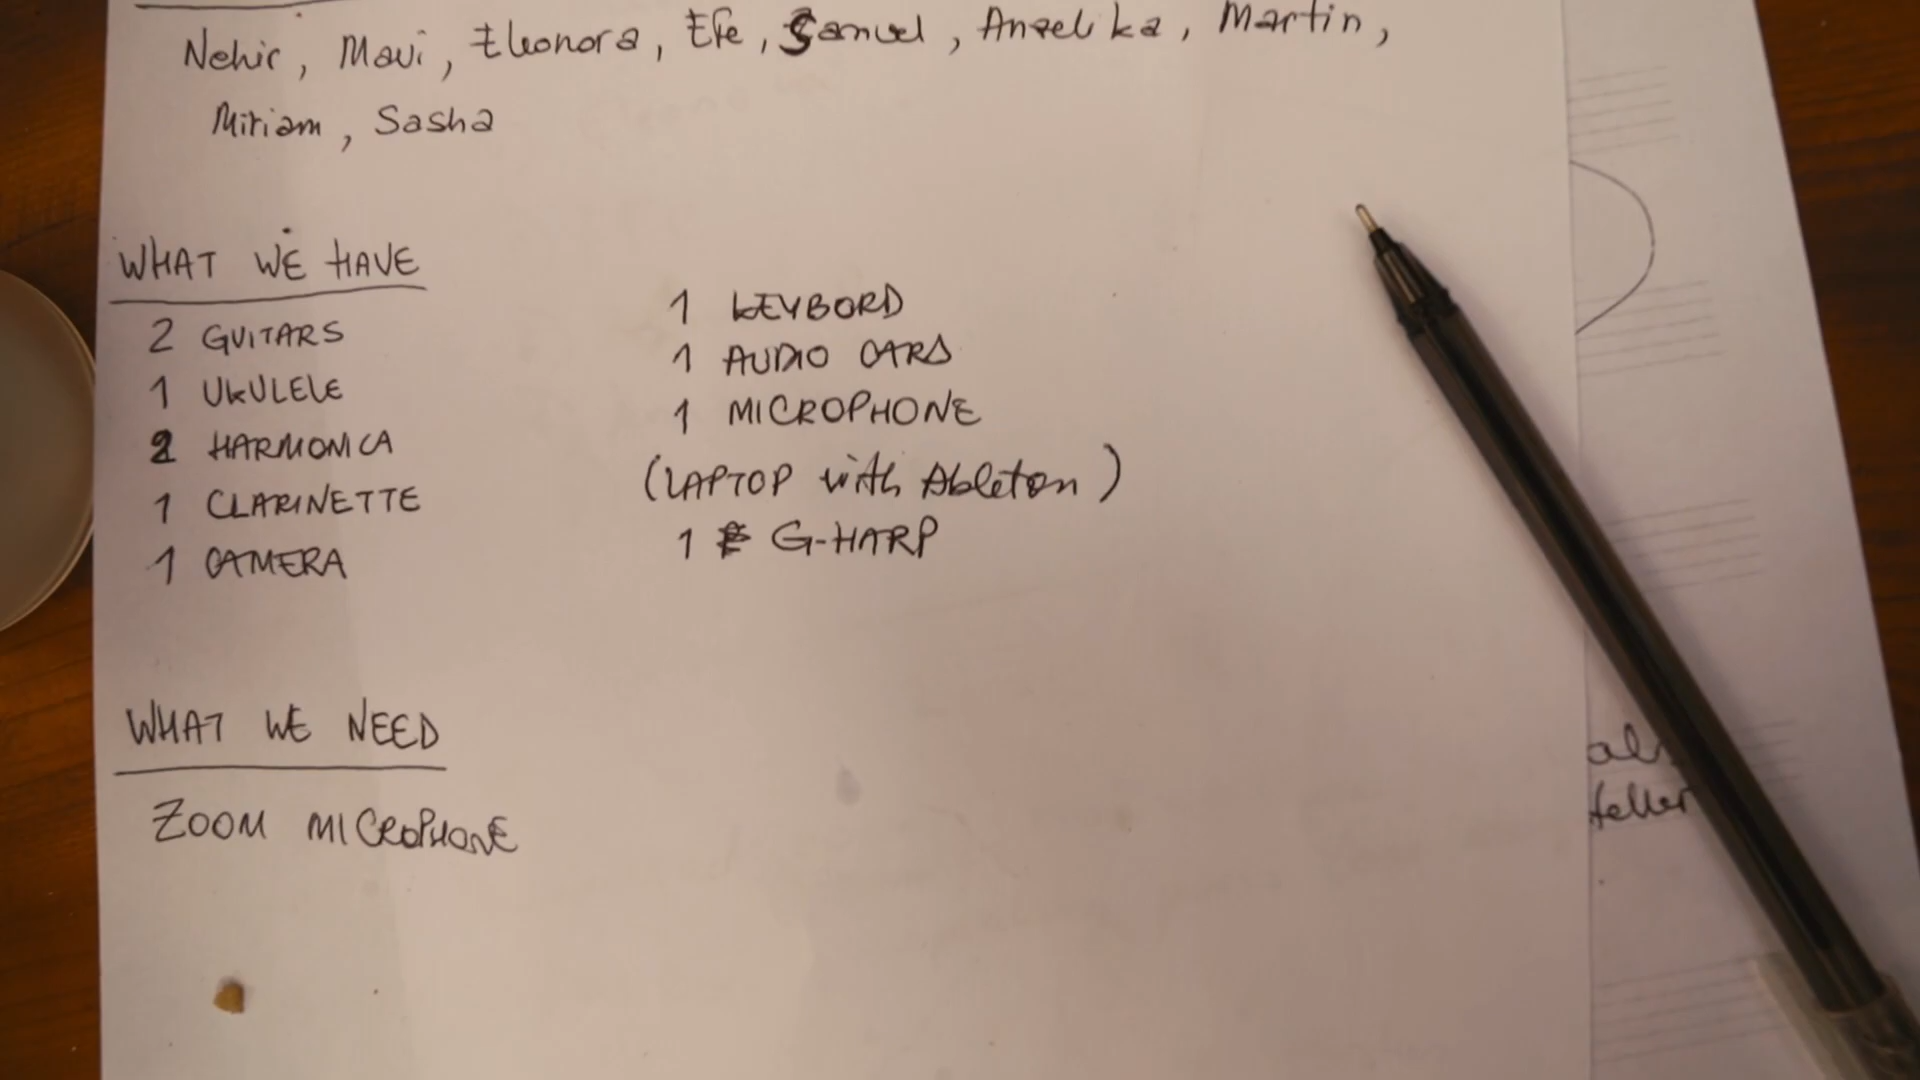 Nehir, Mavi, Eleonora, Efe, Samuel, Angelika, Martin,
Miriam, Sasha
WHAT WE HAVE
2 GUITARS
1 UKULELE
2 HARMONICA
1 CLARINETTE
1 CAMERA
1 KEYBORD
1 AUDIO CARD
1 MICROPHONE
(LAPTOP with Ableton)
1 G-HARP
WHAT WE NEED
ZOOM MICROPHONE